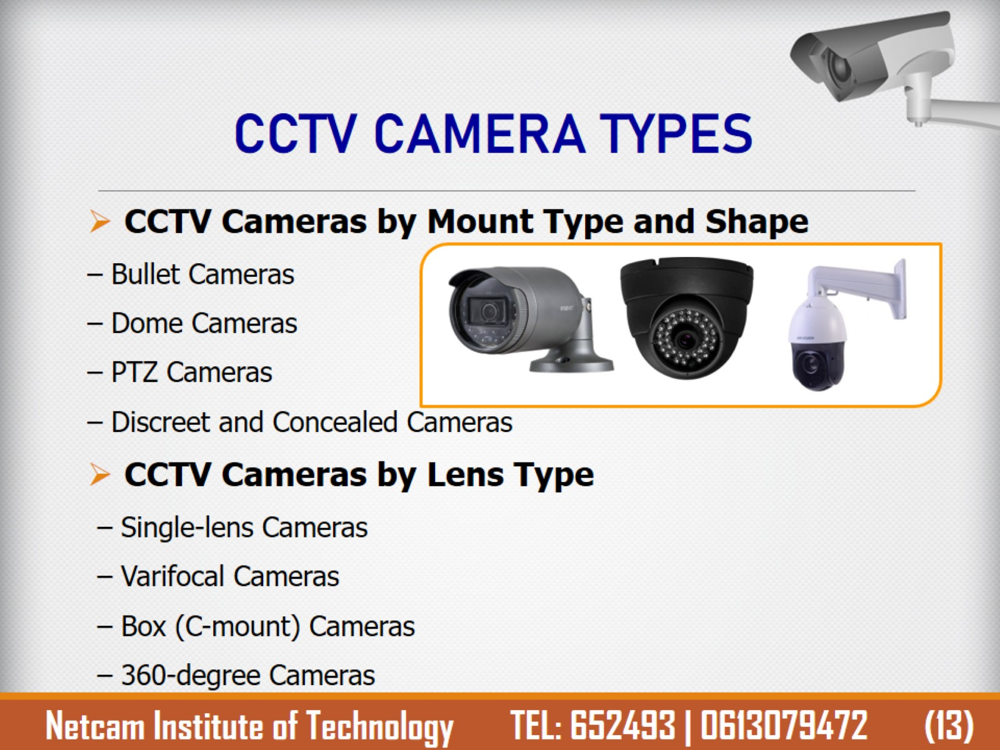 CCTV CAMERA TYPES
CCTV Cameras by Mount Type and Shape
– Bullet Cameras
– Dome Cameras
– PTZ Cameras
– Discreet and Concealed Cameras
CCTV Cameras by Lens Type
– Single-lens Cameras
– Varifocal Cameras
– Box (C-mount) Cameras
– 360-degree Cameras
Netcam Institute of Technology TEL: 652493 | 0613079472 (13)